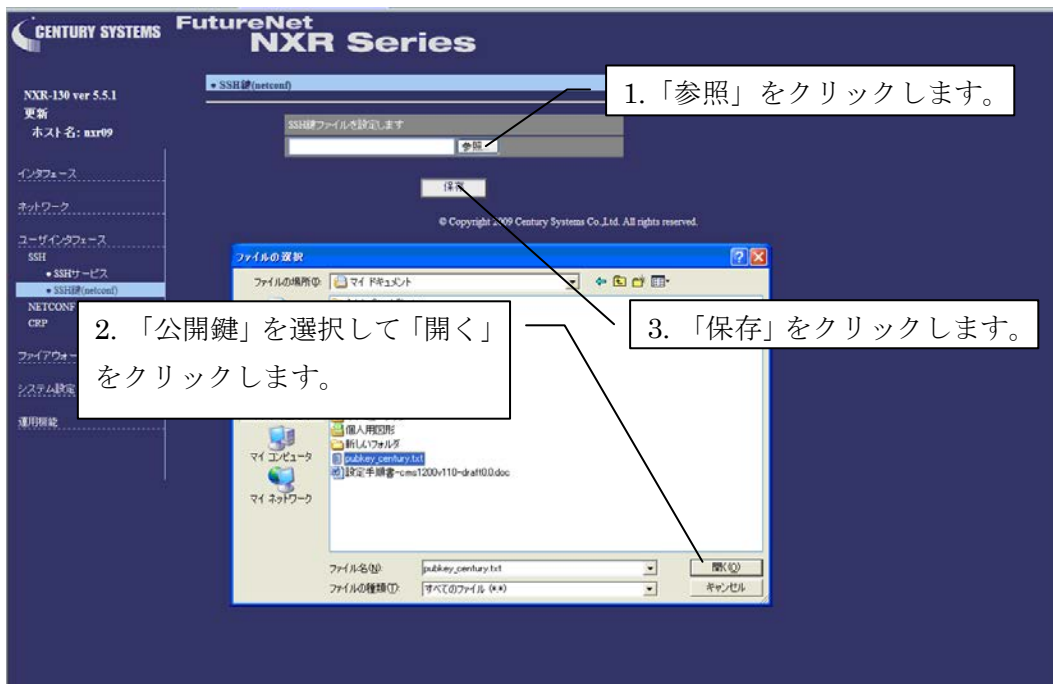 CENTURY SYSTEMS
FutureNet
NXR Series
NXR-130 ver 5.5.1
更新
ホスト名: nxr09
インタフェース
ネットワーク
ユーザインタフェース
SSH
● SSHサービス
● SSH鍵(netconf)
NETCONF
CRP
ファイアウォー
システム設定
運用機能
● SSH鍵(netconf)
1.「参照」をクリックします。
SSH鍵ファイルを設定します
参照...
保存
© Copyright 2009 Century Systems Co.,Ltd. All rights reserved.
ファイルの選択
ファイルの場所(I):
マイ ドキュメント
2. 「公開鍵」を選択して「開く」
をクリックします。
3. 「保存」をクリックします。
個人用図形
新しいフォルダ
pubkey_century.txt
設定手順書-cms1200v110-draft0.0.doc
マイ コンピュータ
マイ ネットワーク
ファイル名(N):
pubkey_century.txt
開く(O)
ファイルの種類(T):
すべてのファイル (*.*)
キャンセル